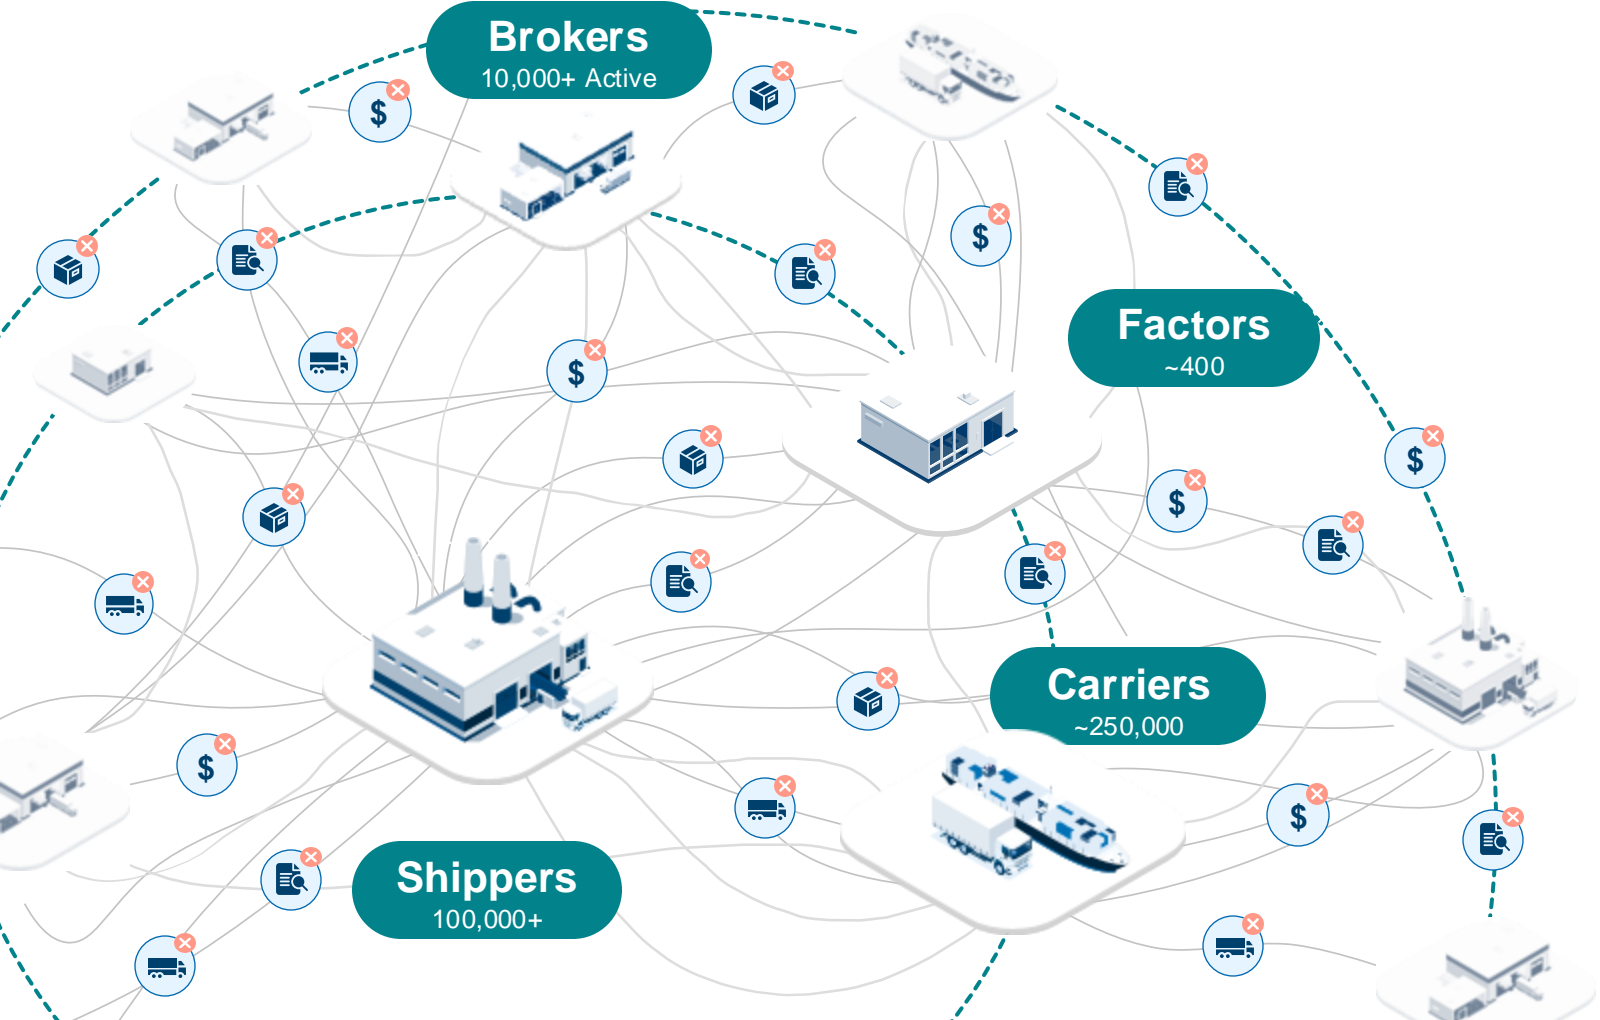 Brokers
10,000+ Active
Factors
~400
Carriers
~250,000
Shippers
100,000+